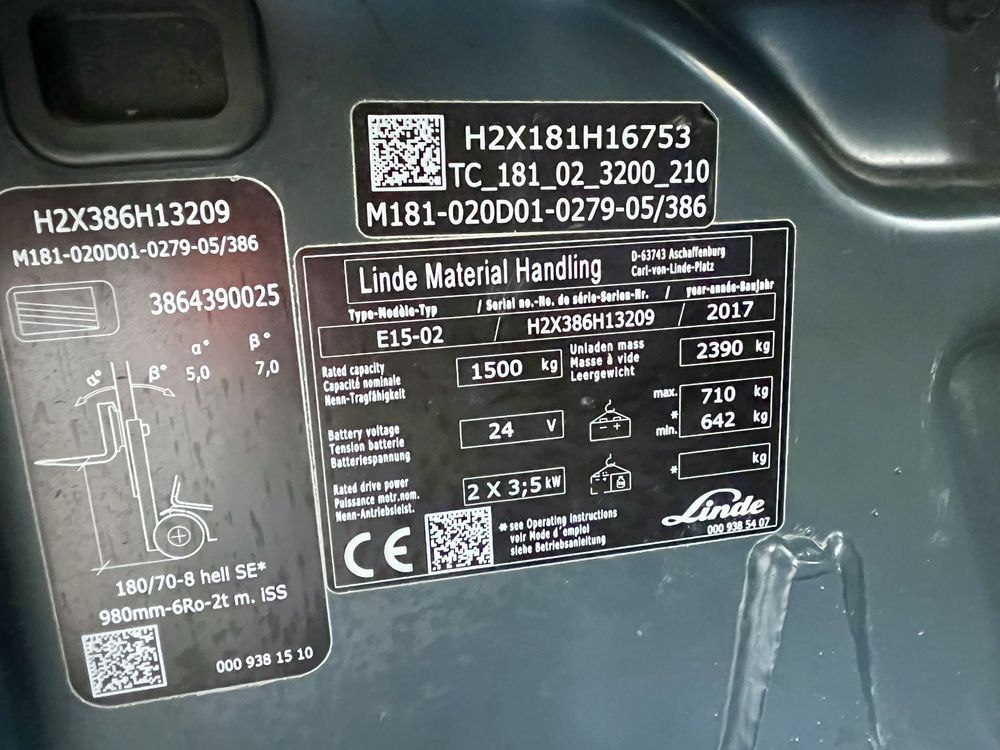 H2X181H16753
TC_181_02_3200_210
M181-020D01-0279-05/386
H2X386H13209
M181-020D01-0279-05/386
3864390025
α° β°
5,0 7,0
α° β°
180/70-8 hell SE*
980mm-6Ro-2t m. iSS
000 938 15 10
Linde Material Handling
D-63743 Aschaffenburg
Carl-von-Linde-Platz
Type-Modèle-Typ / Serial no.-No. de série-Serien-Nr. / year-année-Baujahr
E15-02 / H2X386H13209 / 2017
Rated capacity
Capacité nominale
Nenn-Tragfähigkeit
1500 kg
Unladen mass
Masse à vide
Leergewicht
2390 kg
Battery voltage
Tension batterie
Batteriespannung
24 V
max. 710 kg
*
min. 642 kg
Rated drive power
Puissance motr.nom.
Nenn-Antriebsleist.
2 X 3;5 kW
* kg
CE
* see Operating Instructions
voir Mode d'emploi
siehe Betriebsanleitung
Linde
000 938 54 07